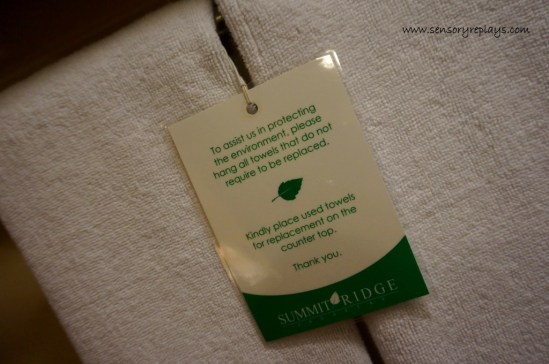 www.sensoryreplays.com
To assist us in protecting
the environment, please
hang all towels that do not
require to be replaced.
Kindly place used towels
for replacement on the
counter top.
Thank you.
SUMMIT RIDGE